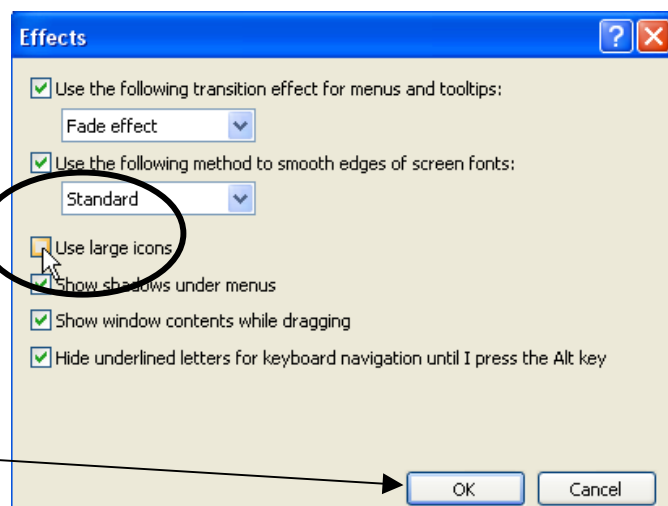 Effects
Use the following transition effect for menus and tooltips:
Fade effect
Use the following method to smooth edges of screen fonts:
Standard
Use large icons
Show shadows under menus
Show window contents while dragging
Hide underlined letters for keyboard navigation until I press the Alt key
OK Cancel